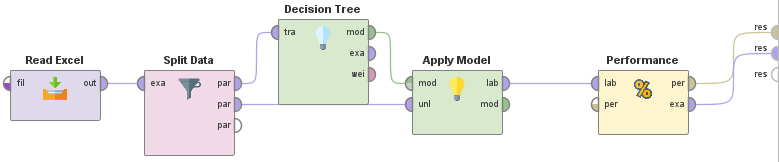 Read Excel
fil out
Split Data
exa par
par
par
Decision Tree
tra mod
exa
wei
Apply Model
mod lab
unl mod
Performance
lab per
per exa
res
res
res